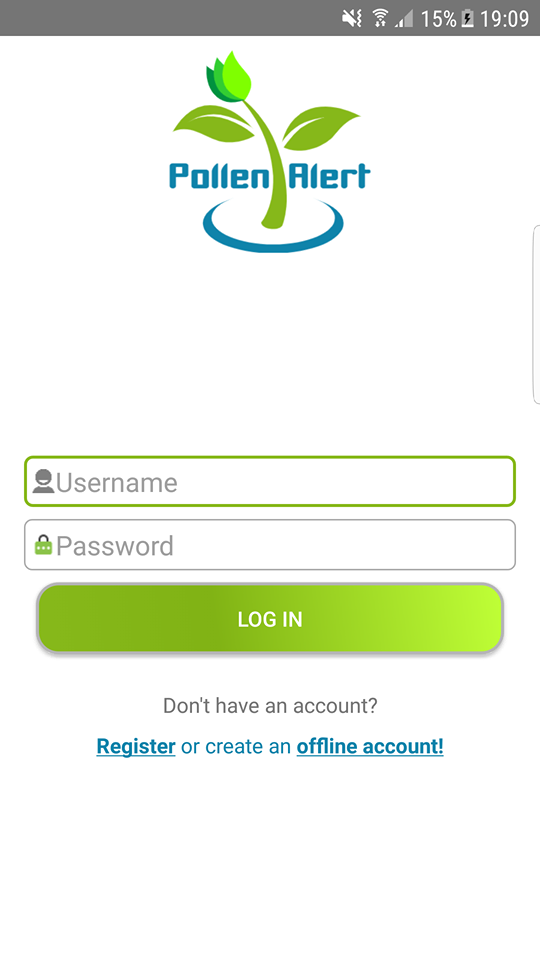 15% 19:09
Pollen Alert
Username
Password
LOG IN
Don't have an account?
Register or create an offline account!